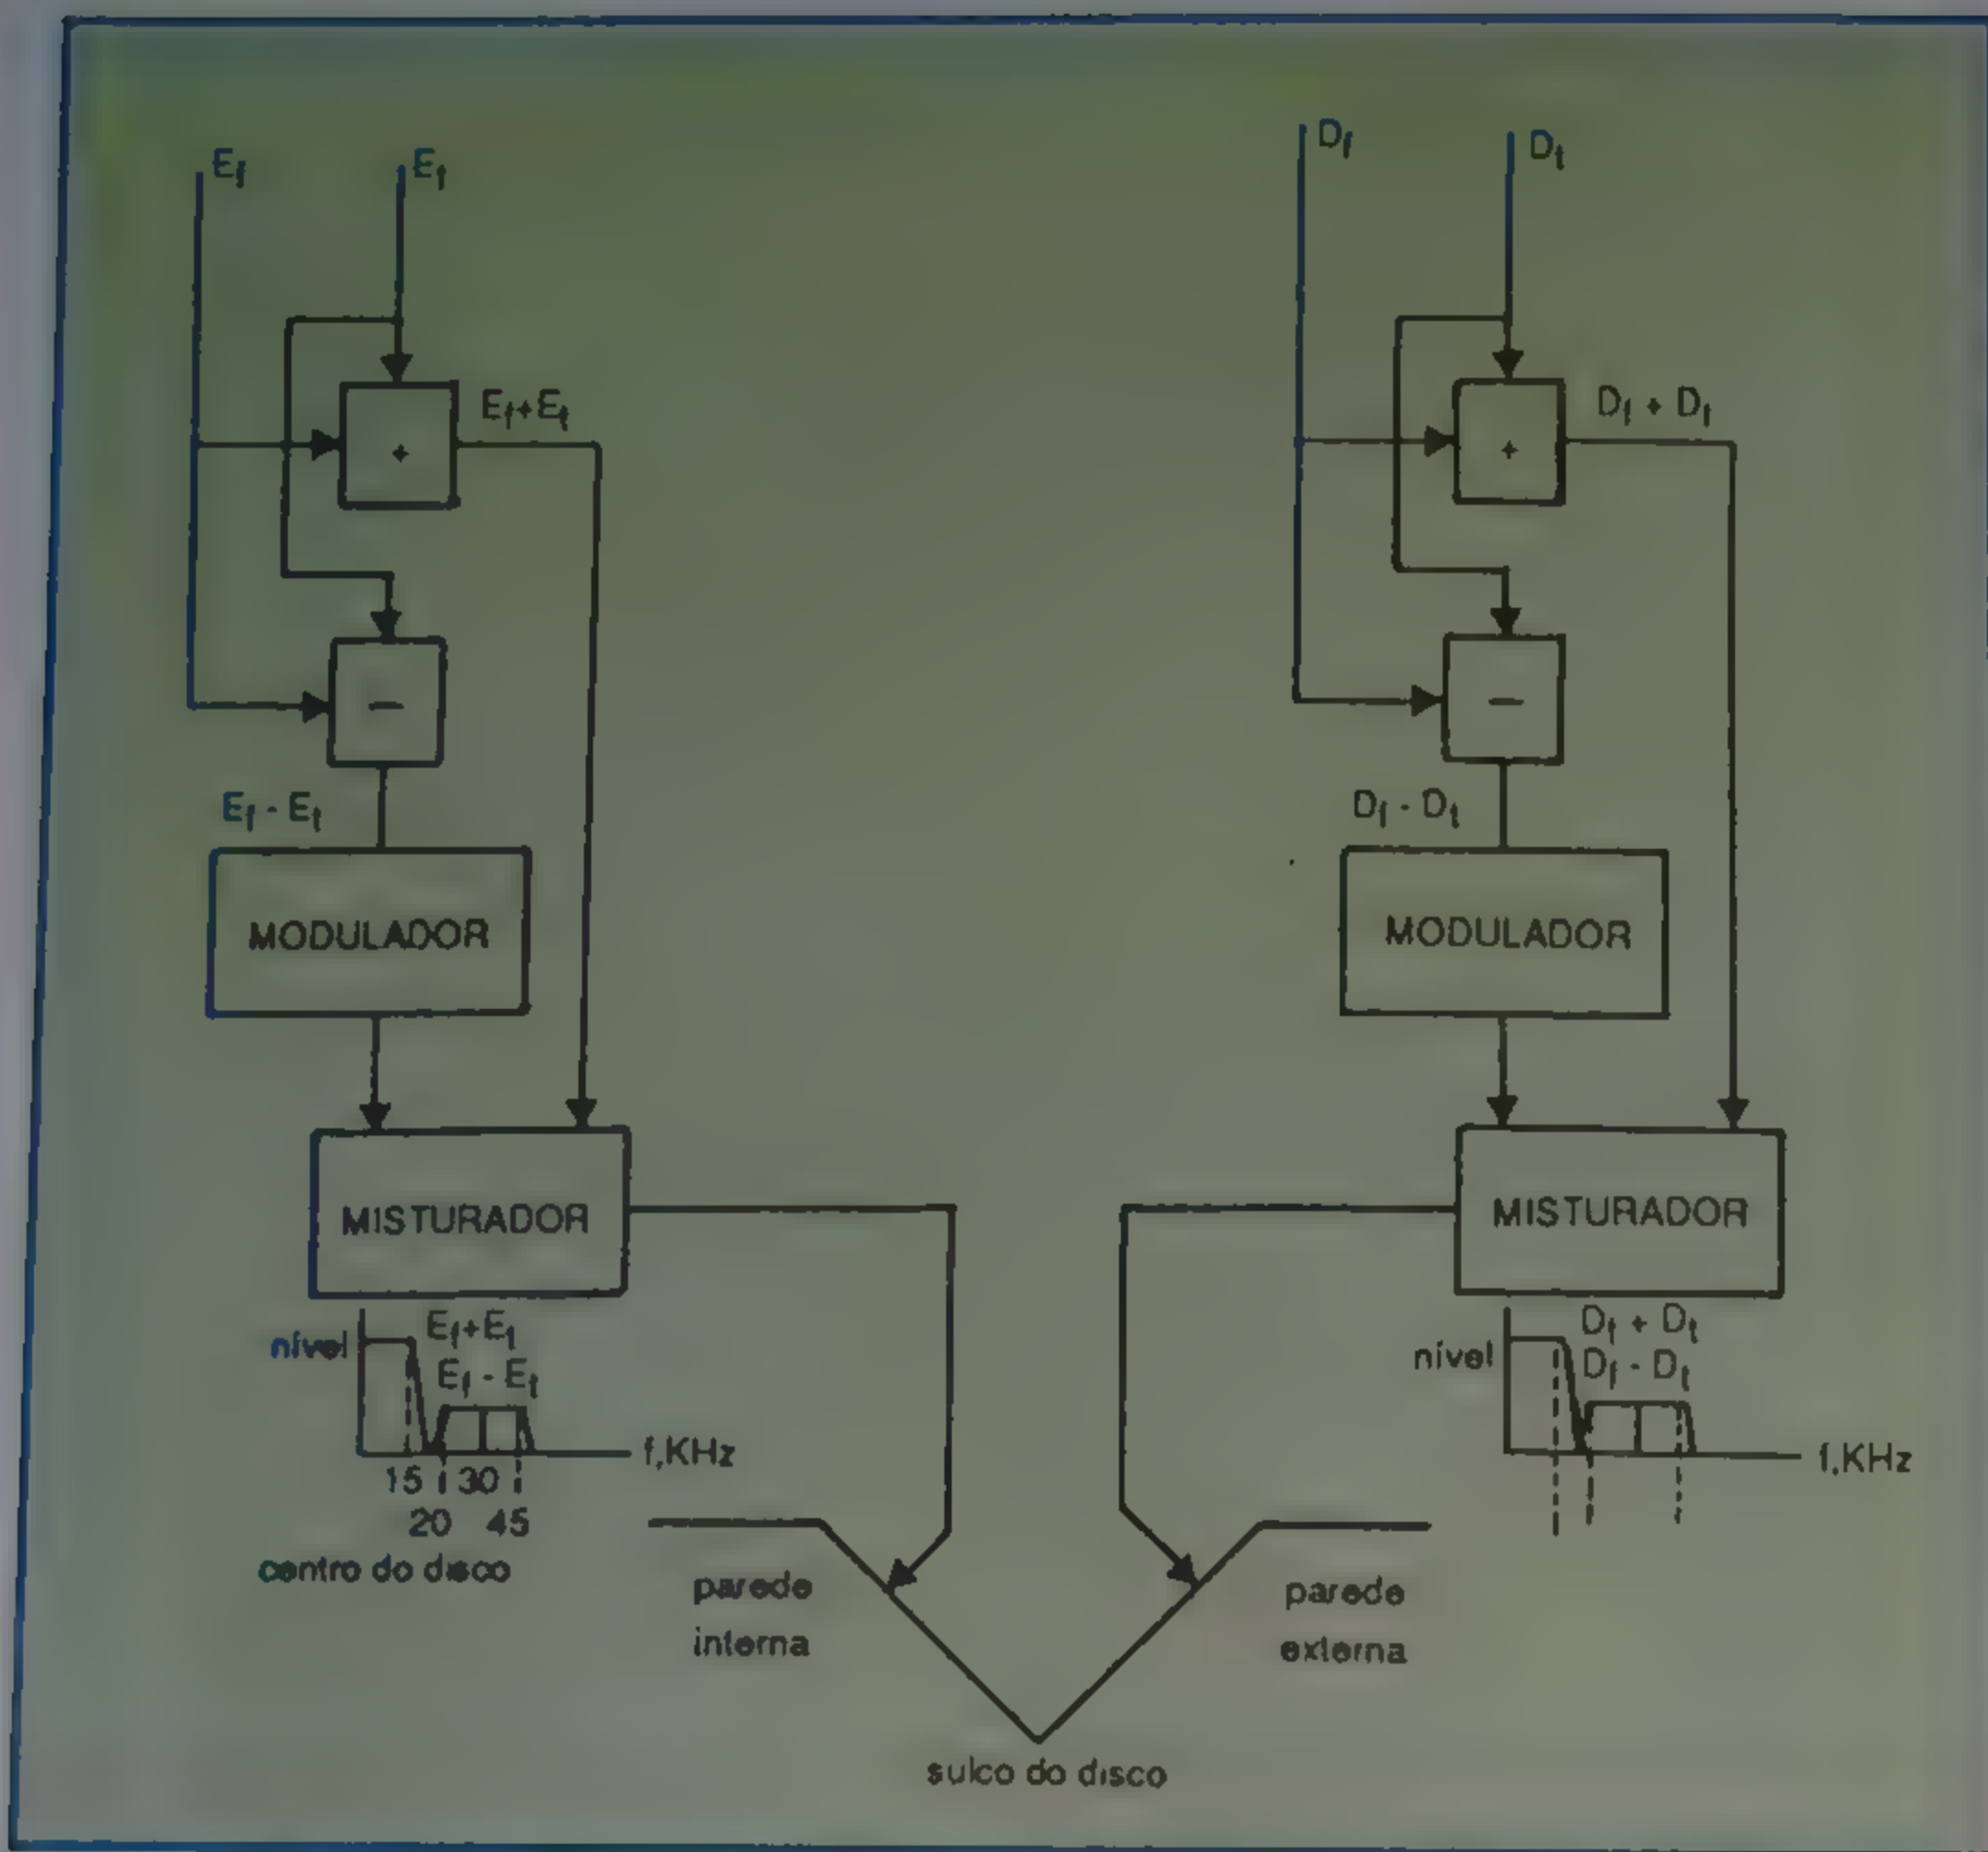 Ef
Et
Df
Dt
Ef+Et
+
Df + Dt
+
−
−
Ef - Et
Df - Dt
MODULADOR
MODULADOR
MISTURADOR
MISTURADOR
nível
Ef+Et
Ef - Et
f,KHz
15
30
20
45
centro do disco
nível
Df + Dt
Df - Dt
f,KHz
parede
interna
parede
externa
sulco do disco